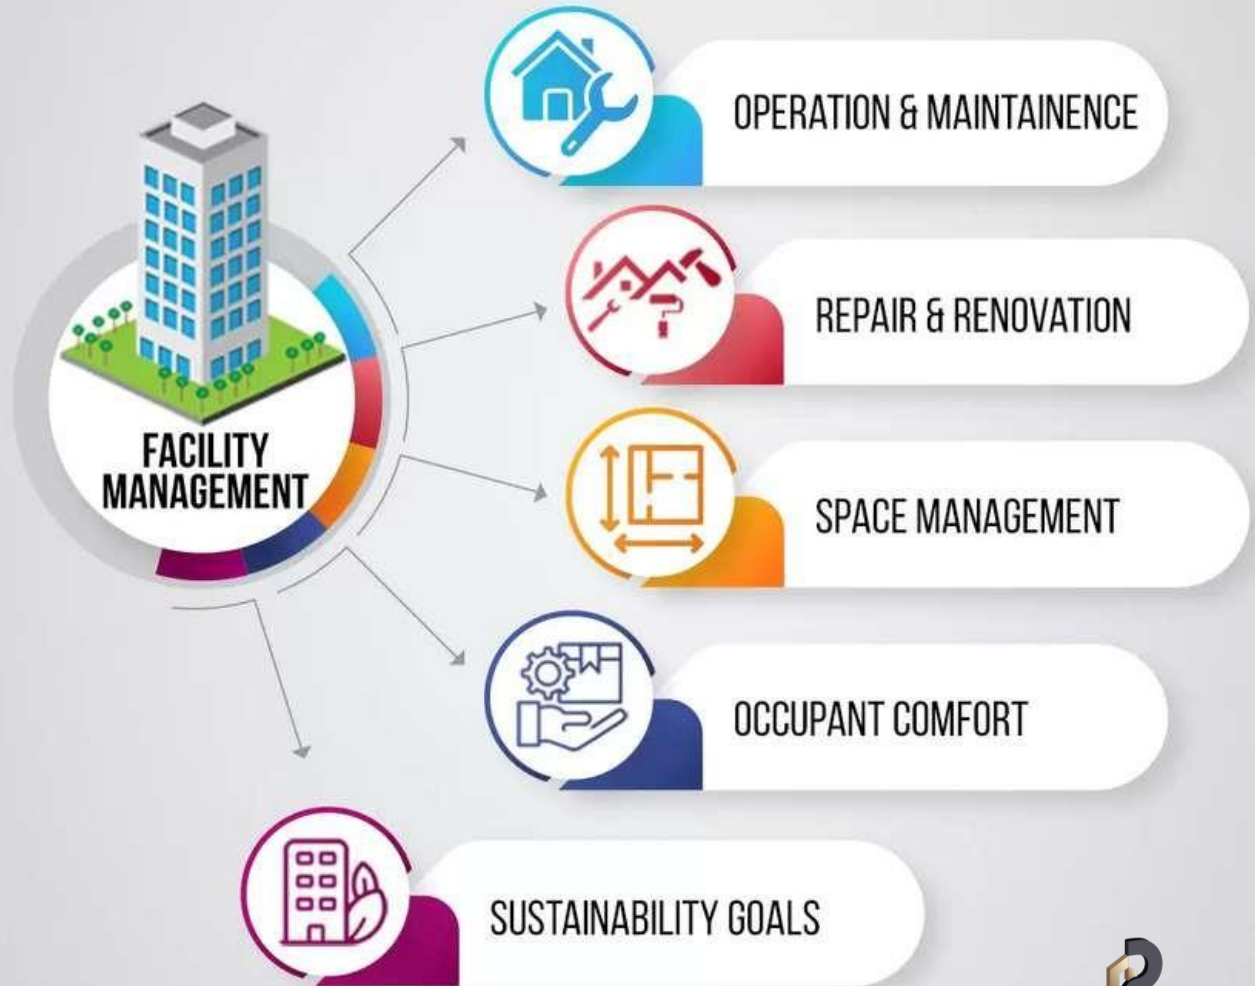 FACILITY
MANAGEMENT
OPERATION & MAINTAINENCE
REPAIR & RENOVATION
SPACE MANAGEMENT
OCCUPANT COMFORT
SUSTAINABILITY GOALS